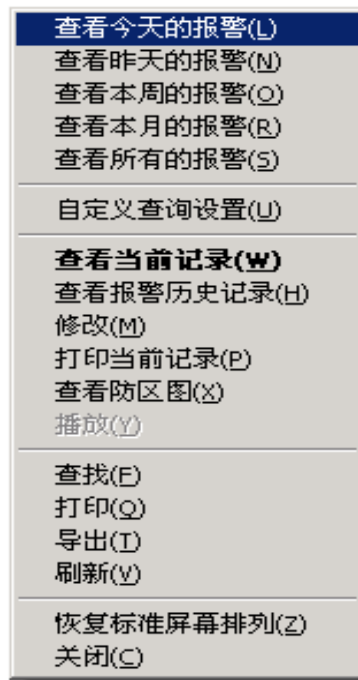 查看今天的报警(L)
查看昨天的报警(N)
查看本周的报警(O)
查看本月的报警(R)
查看所有的报警(S)
自定义查询设置(U)
查看当前记录(W)
查看报警历史记录(H)
修改(M)
打印当前记录(P)
查看防区图(X)
播放(Y)
查找(F)
打印(Q)
导出(T)
刷新(V)
恢复标准屏幕排列(Z)
关闭(C)